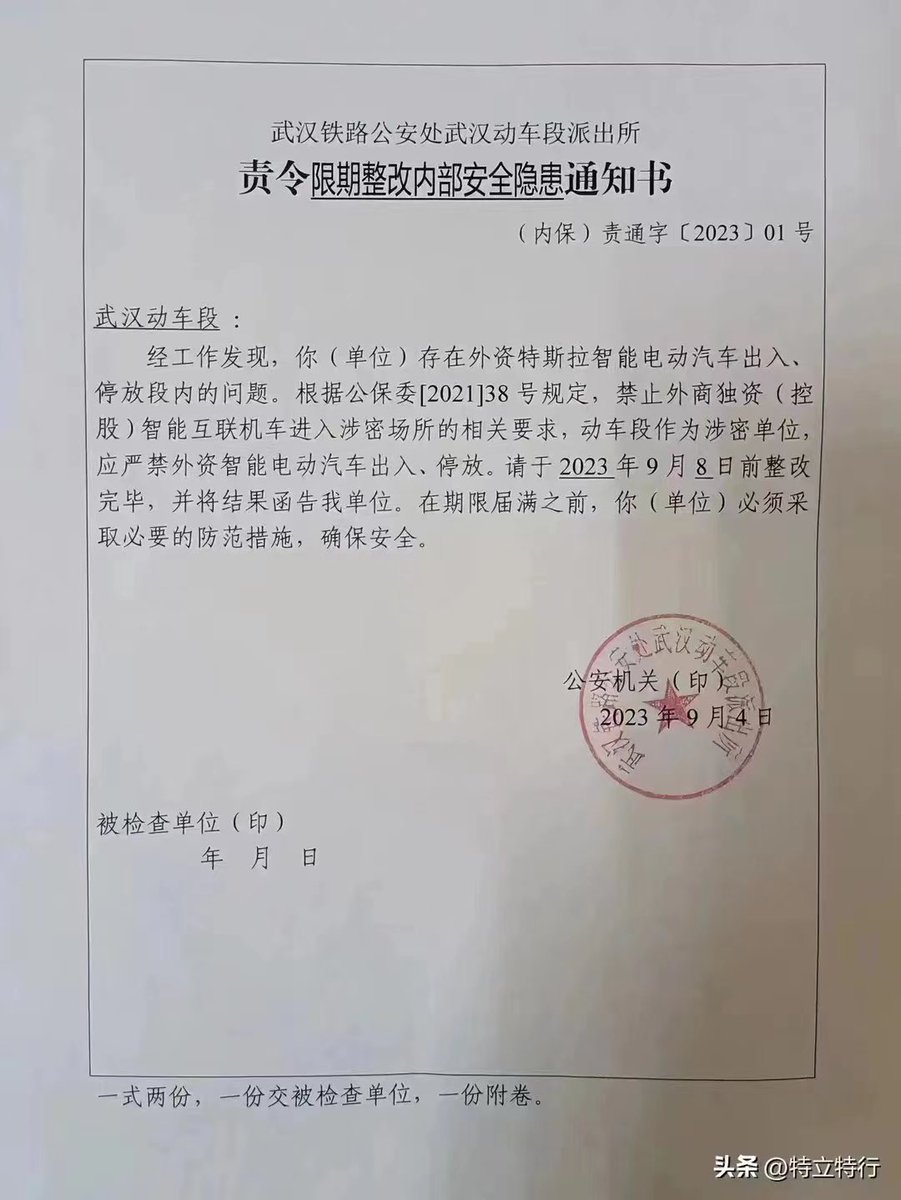 武汉铁路公安处武汉动车段派出所
责令限期整改内部安全隐患通知书
（内保）责通字〔2023〕01号
武汉动车段：
经工作发现，你（单位）存在外资特斯拉智能电动汽车出入、
停放段内的问题。根据公保委[2021]38号规定，禁止外商独资（控
股）智能互联机车进入涉密场所的相关要求，动车段作为涉密单位，
应严禁外资智能电动汽车出入、停放。请于2023年9月8日前整改
完毕，并将结果函告我单位。在期限届满之前，你（单位）必须采
取必要的防范措施，确保安全。
武汉铁路公安处武汉动车段派出所
公安机关（印）
2023年9月4日
被检查单位（印）
年 月 日
一式两份，一份交被检查单位，一份附卷。
头条 @特立特行